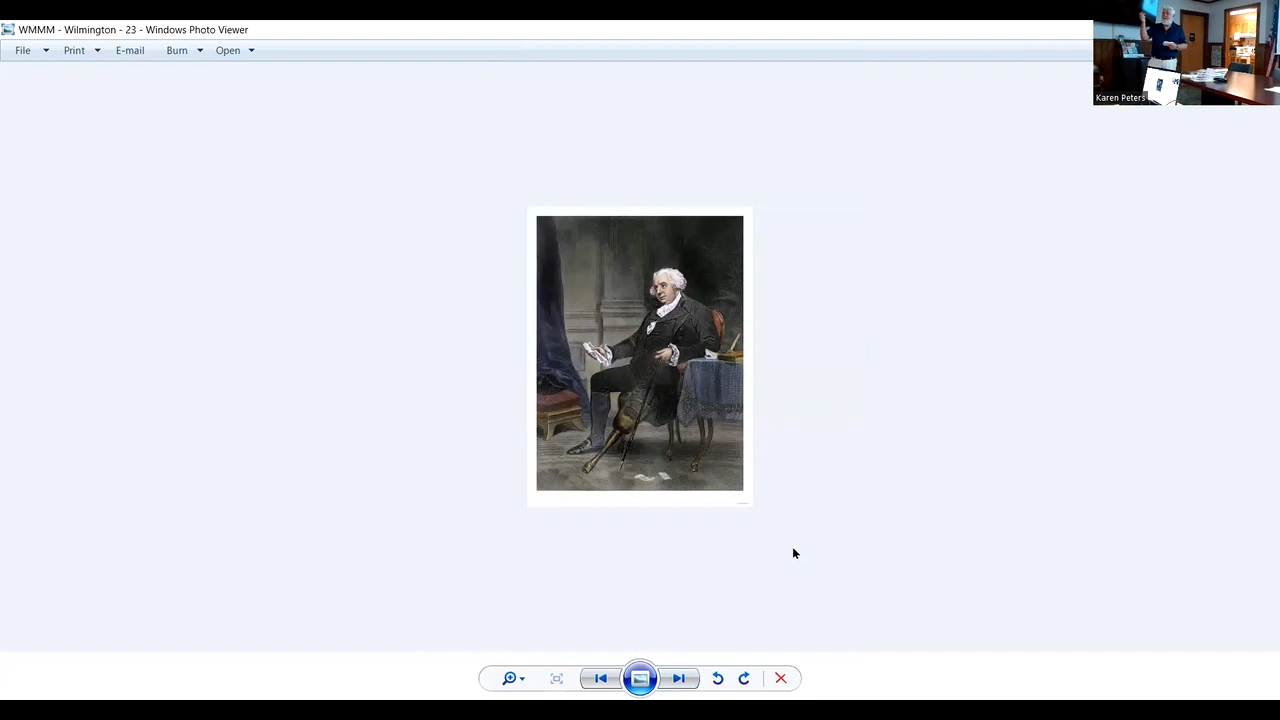 WMMM - Wilmington - 23 - Windows Photo Viewer
File Print E-mail Burn Open
Karen Peters